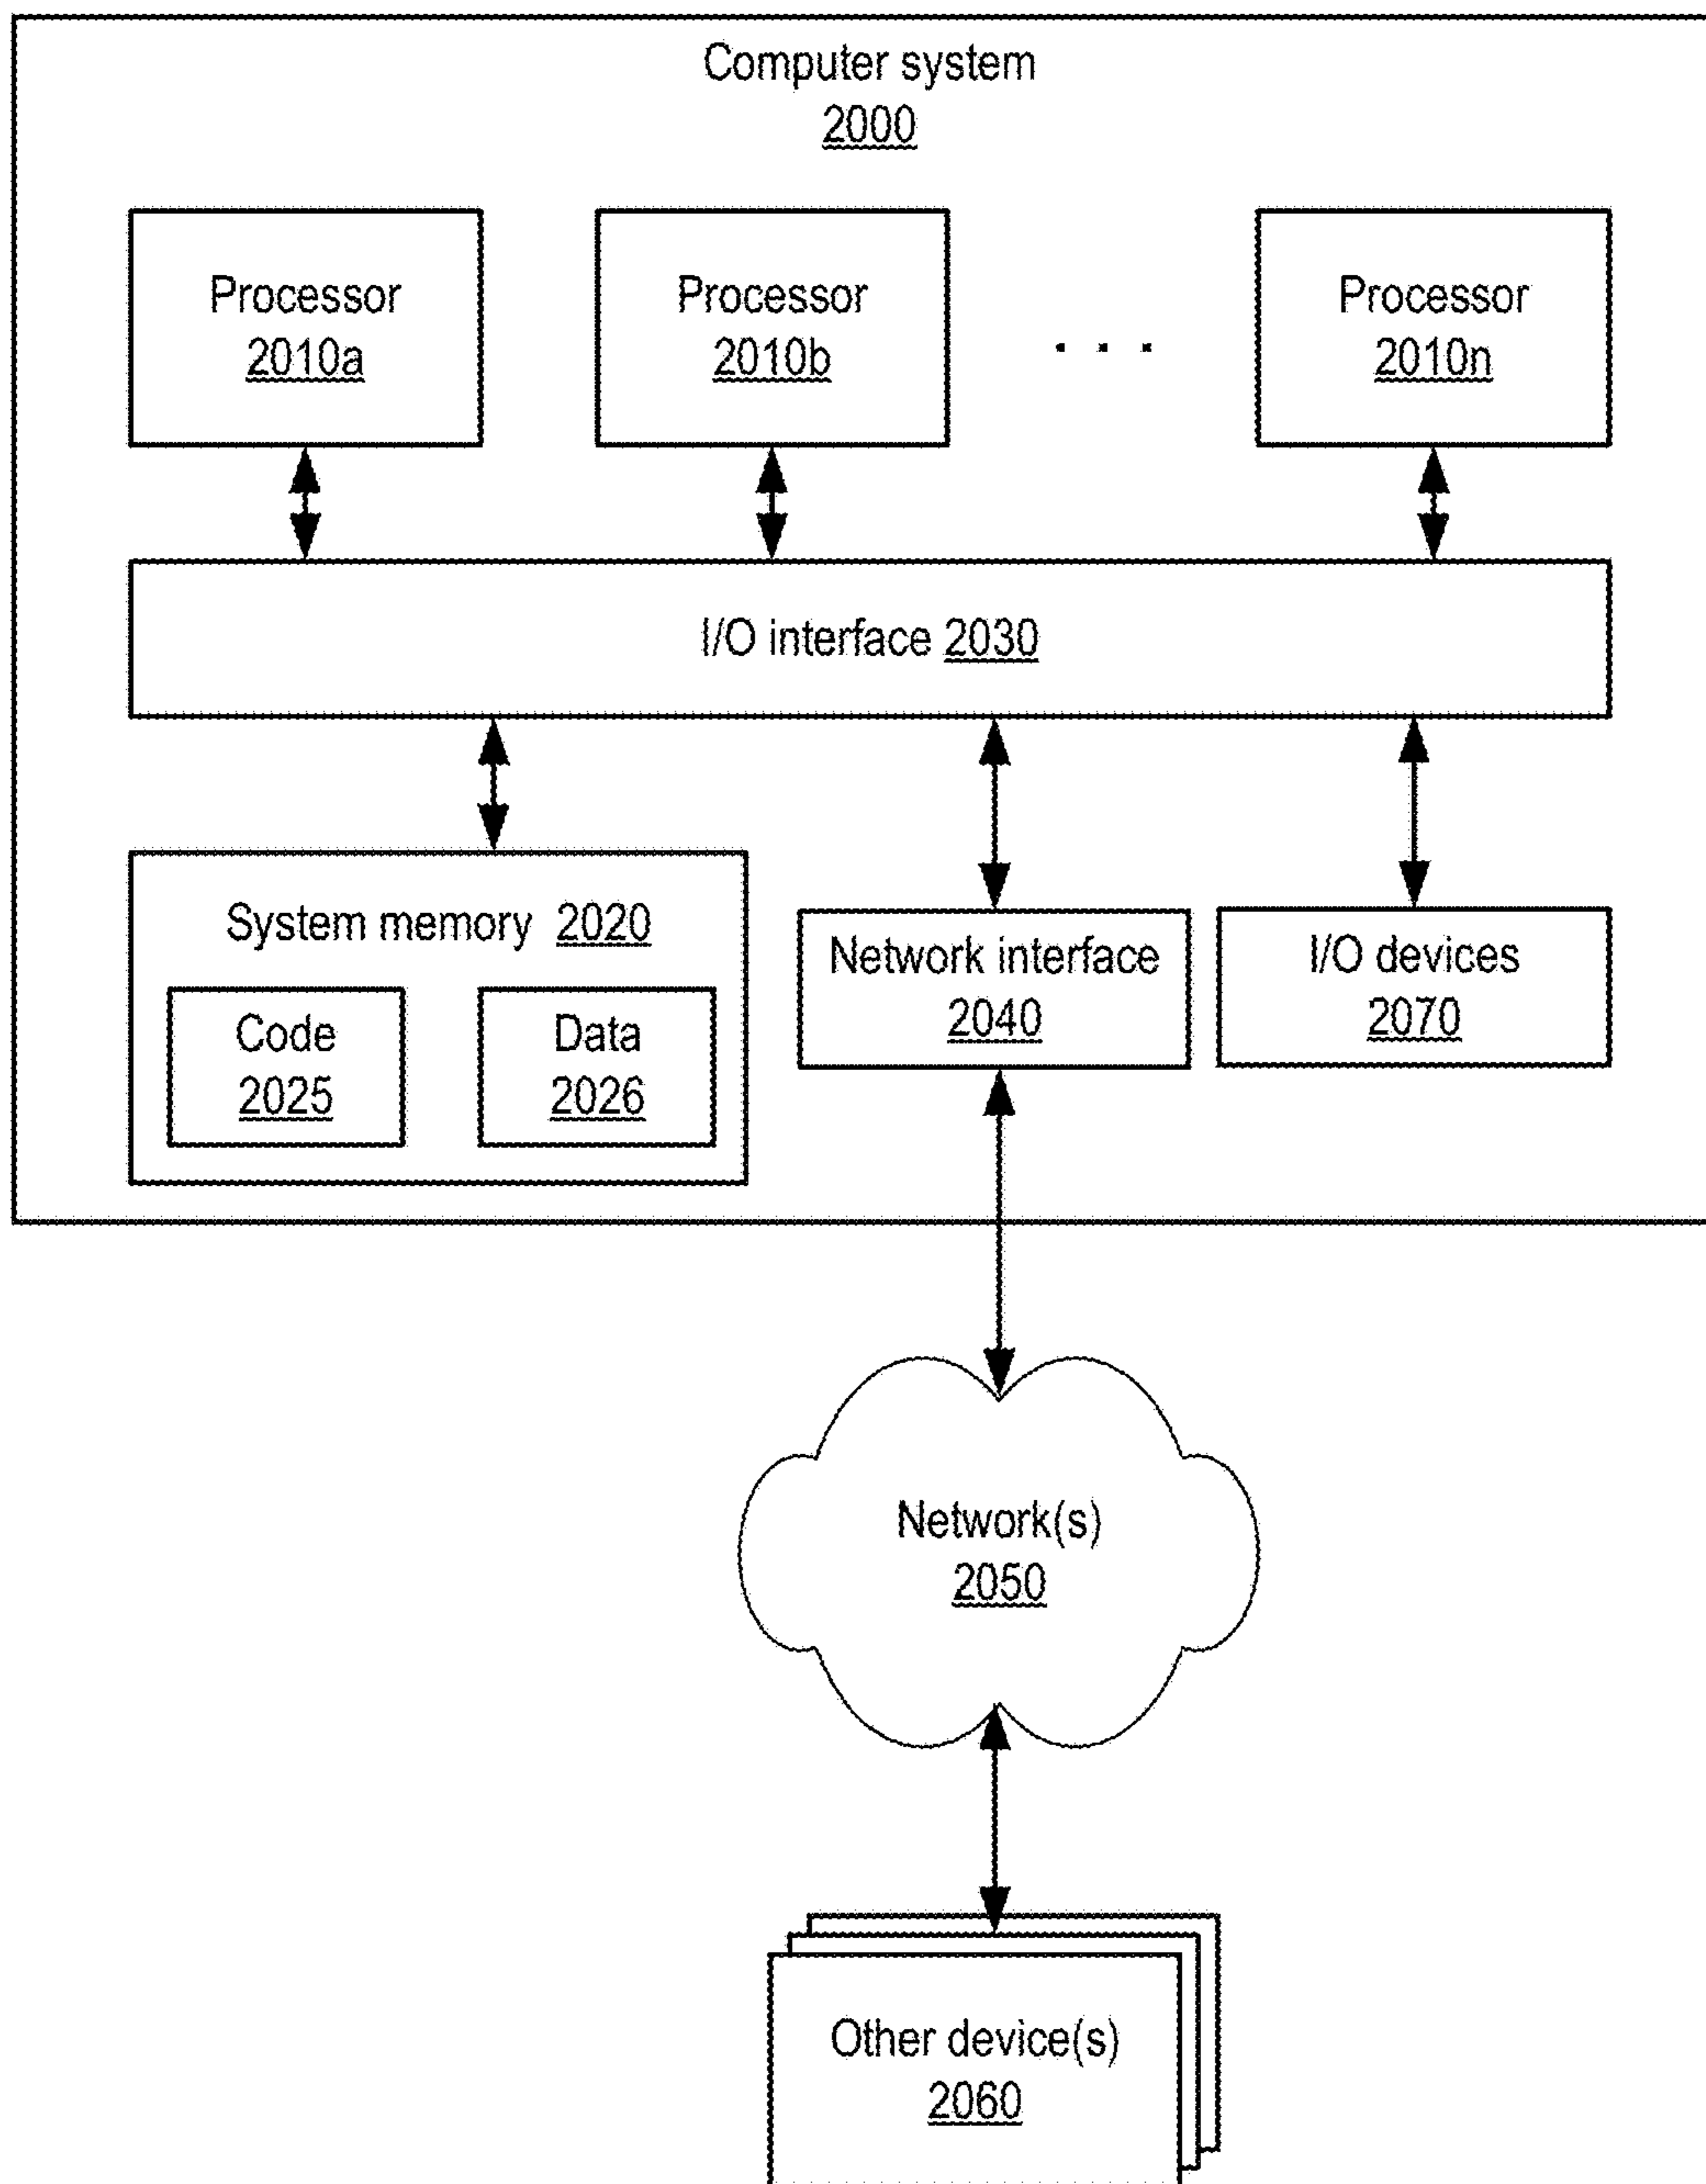 Computer system
2000
Processor
2010a
Processor
2010b
. . .
Processor
2010n
I/O interface 2030
System memory 2020
Code
2025
Data
2026
Network interface
2040
I/O devices
2070
Network(s)
2050
Other device(s)
2060